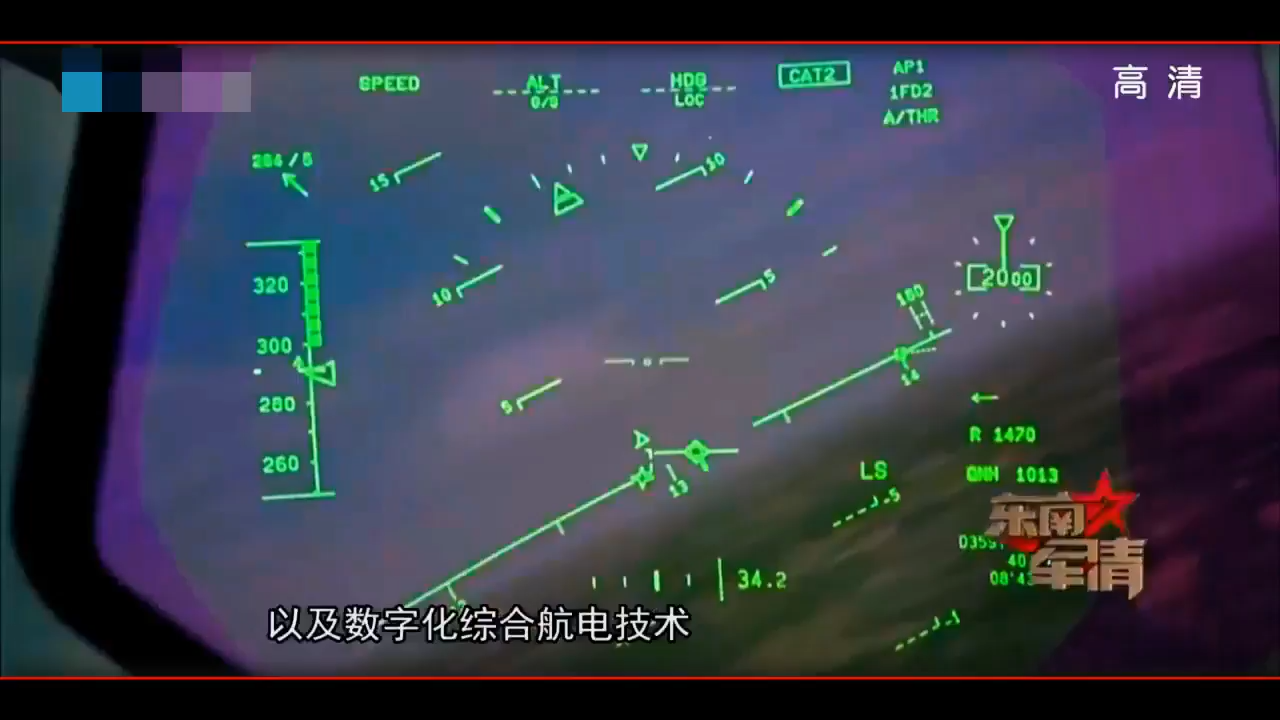 高清
SPEED
ALT
G/S
HDG
LOC
CAT2
AP1
1FD2
A/THR
15
10
320
10
5
2000
300
180
280
5
14
R 1470
260
LS
QNH 1013
13
-5
东南
军情
40
34.2
以及数字化综合航电技术